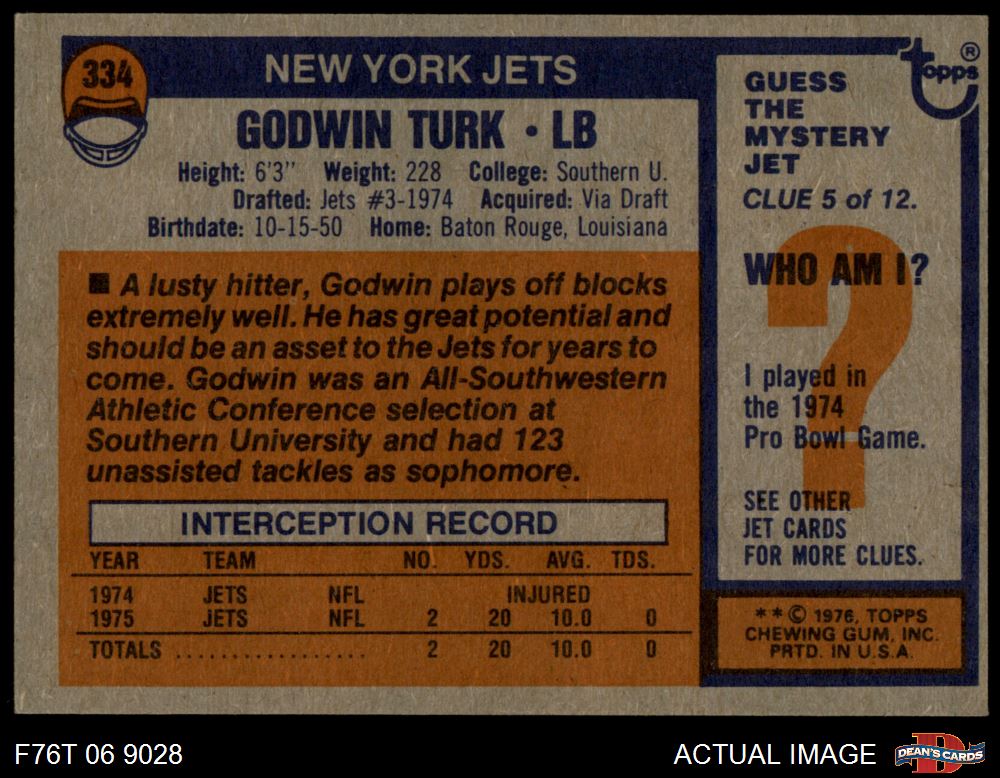 334
NEW YORK JETS
GODWIN TURK • LB
Height: 6'3" Weight: 228 College: Southern U.
Drafted: Jets #3-1974 Acquired: Via Draft
Birthdate: 10-15-50 Home: Baton Rouge, Louisiana
■ A lusty hitter, Godwin plays off blocks
extremely well. He has great potential and
should be an asset to the Jets for years to
come. Godwin was an All-Southwestern
Athletic Conference selection at
Southern University and had 123
unassisted tackles as sophomore.
INTERCEPTION RECORD
YEAR TEAM NO. YDS. AVG. TDS.
1974 JETS NFL INJURED
1975 JETS NFL 2 20 10.0 0
TOTALS .................. 2 20 10.0 0
topps®
GUESS
THE
MYSTERY
JET
CLUE 5 of 12.
?
WHO AM I?
I played in
the 1974
Pro Bowl Game.
SEE OTHER
JET CARDS
FOR MORE CLUES.
**© 1976, TOPPS
CHEWING GUM, INC.
PRTD. IN U.S.A.
F76T 06 9028
ACTUAL IMAGE
D
DEAN'S CARDS